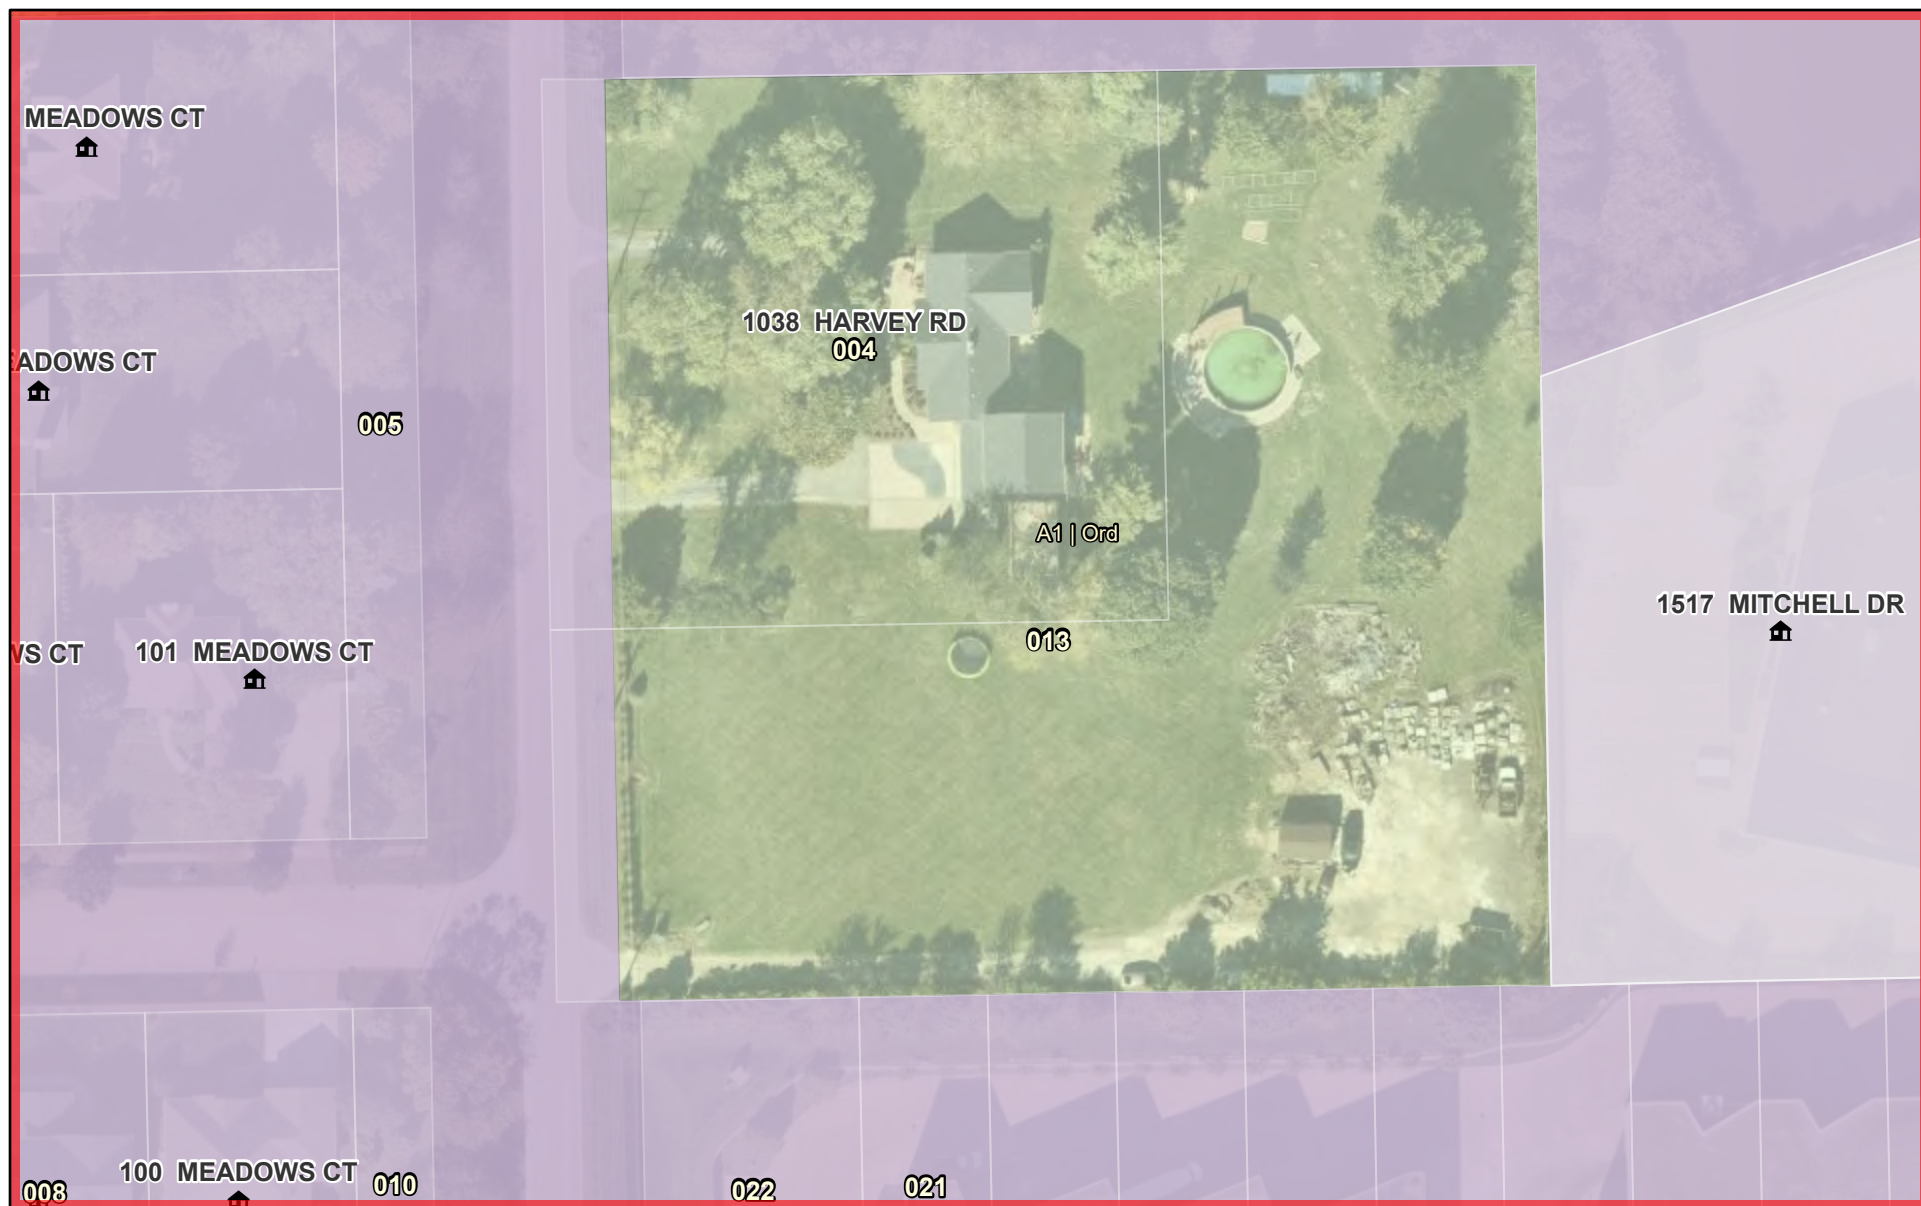 MEADOWS CT
1038 HARVEY RD
004
EADOWS CT
005
A1 | Ord
1517 MITCHELL DR
013
WS CT
101 MEADOWS CT
100 MEADOWS CT
008
010
022
021